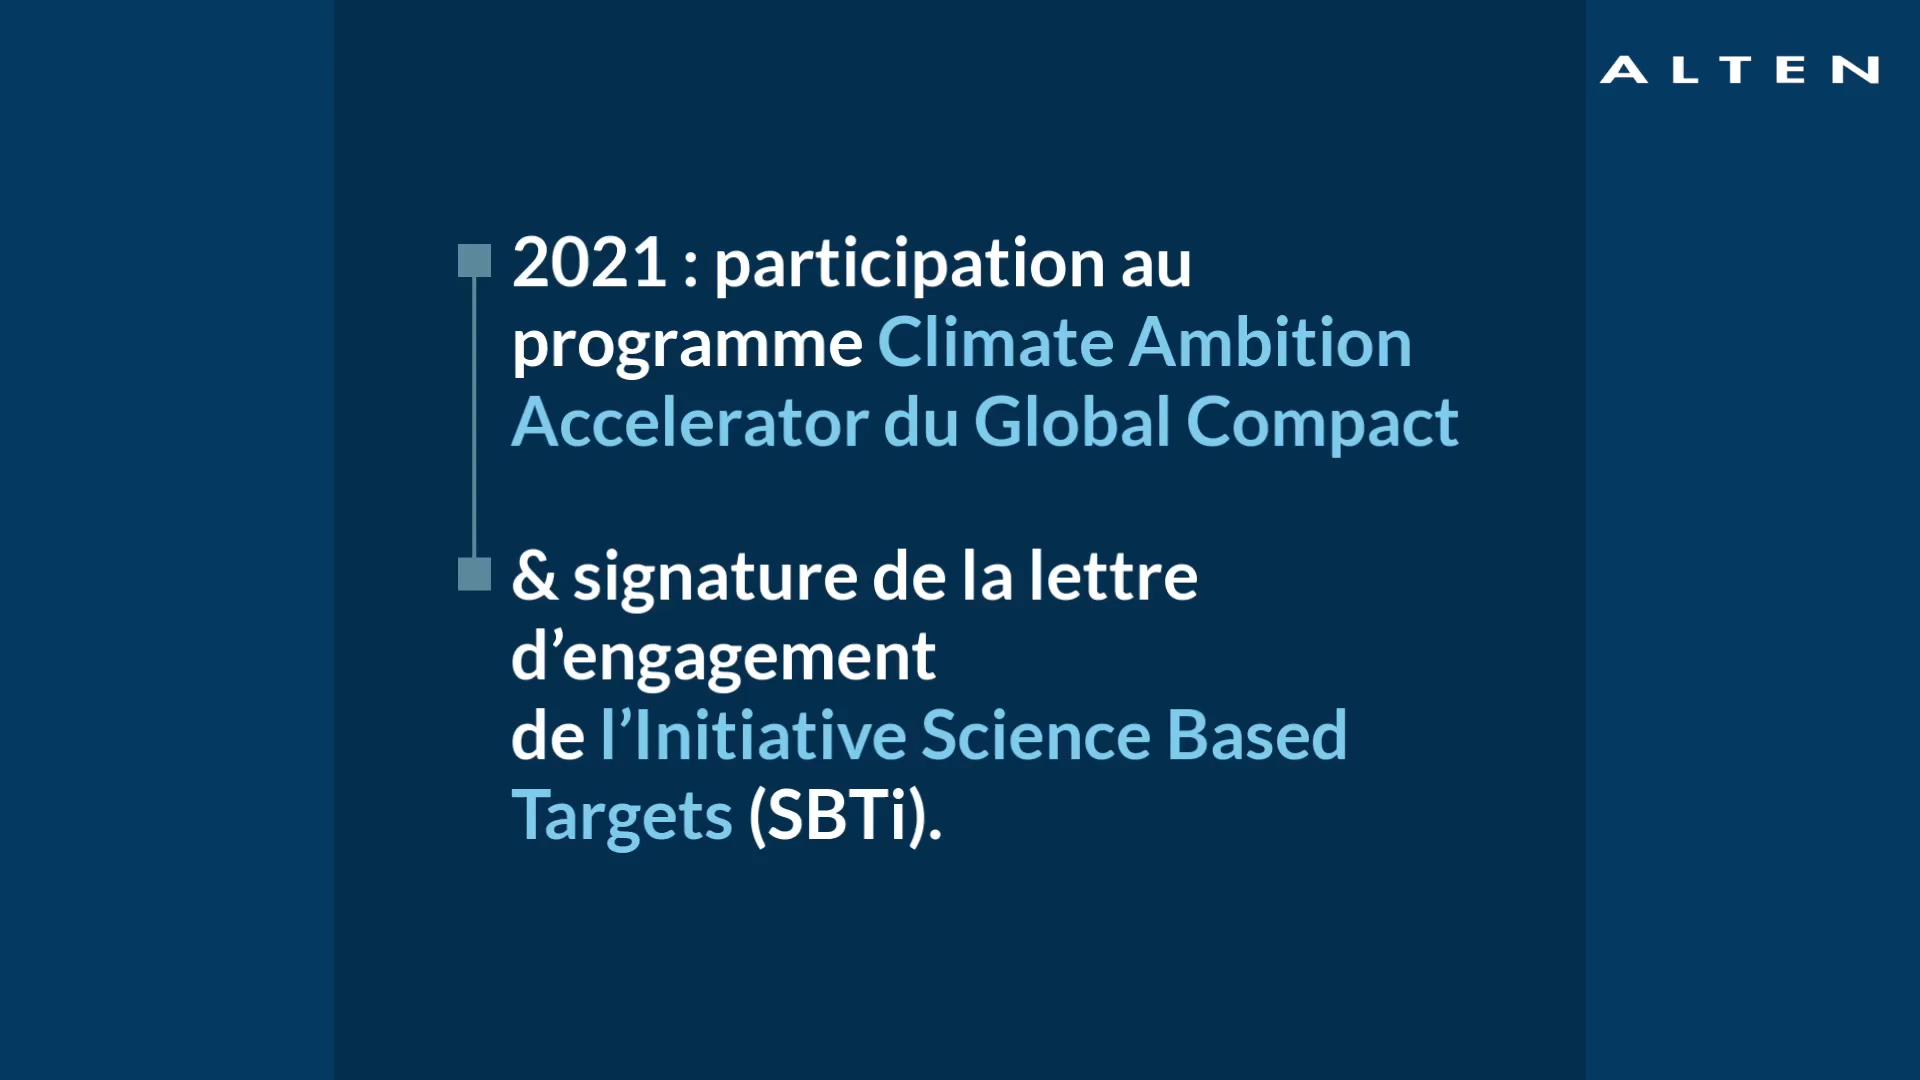 ALTEN
2021 : participation au
programme Climate Ambition
Accelerator du Global Compact
& signature de la lettre
d’engagement
de l’Initiative Science Based
Targets (SBTi).